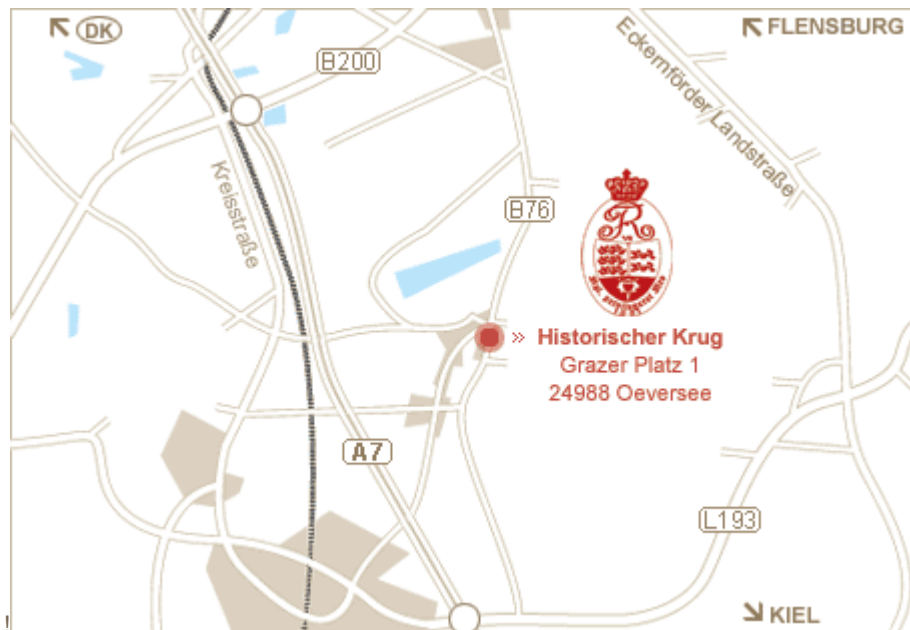 DK
FLENSBURG
B200
Eckernförder Landstraße
Kreisstraße
B76
R
» Historischer Krug
Grazer Platz 1
24988 Oeversee
A7
L193
KIEL
!